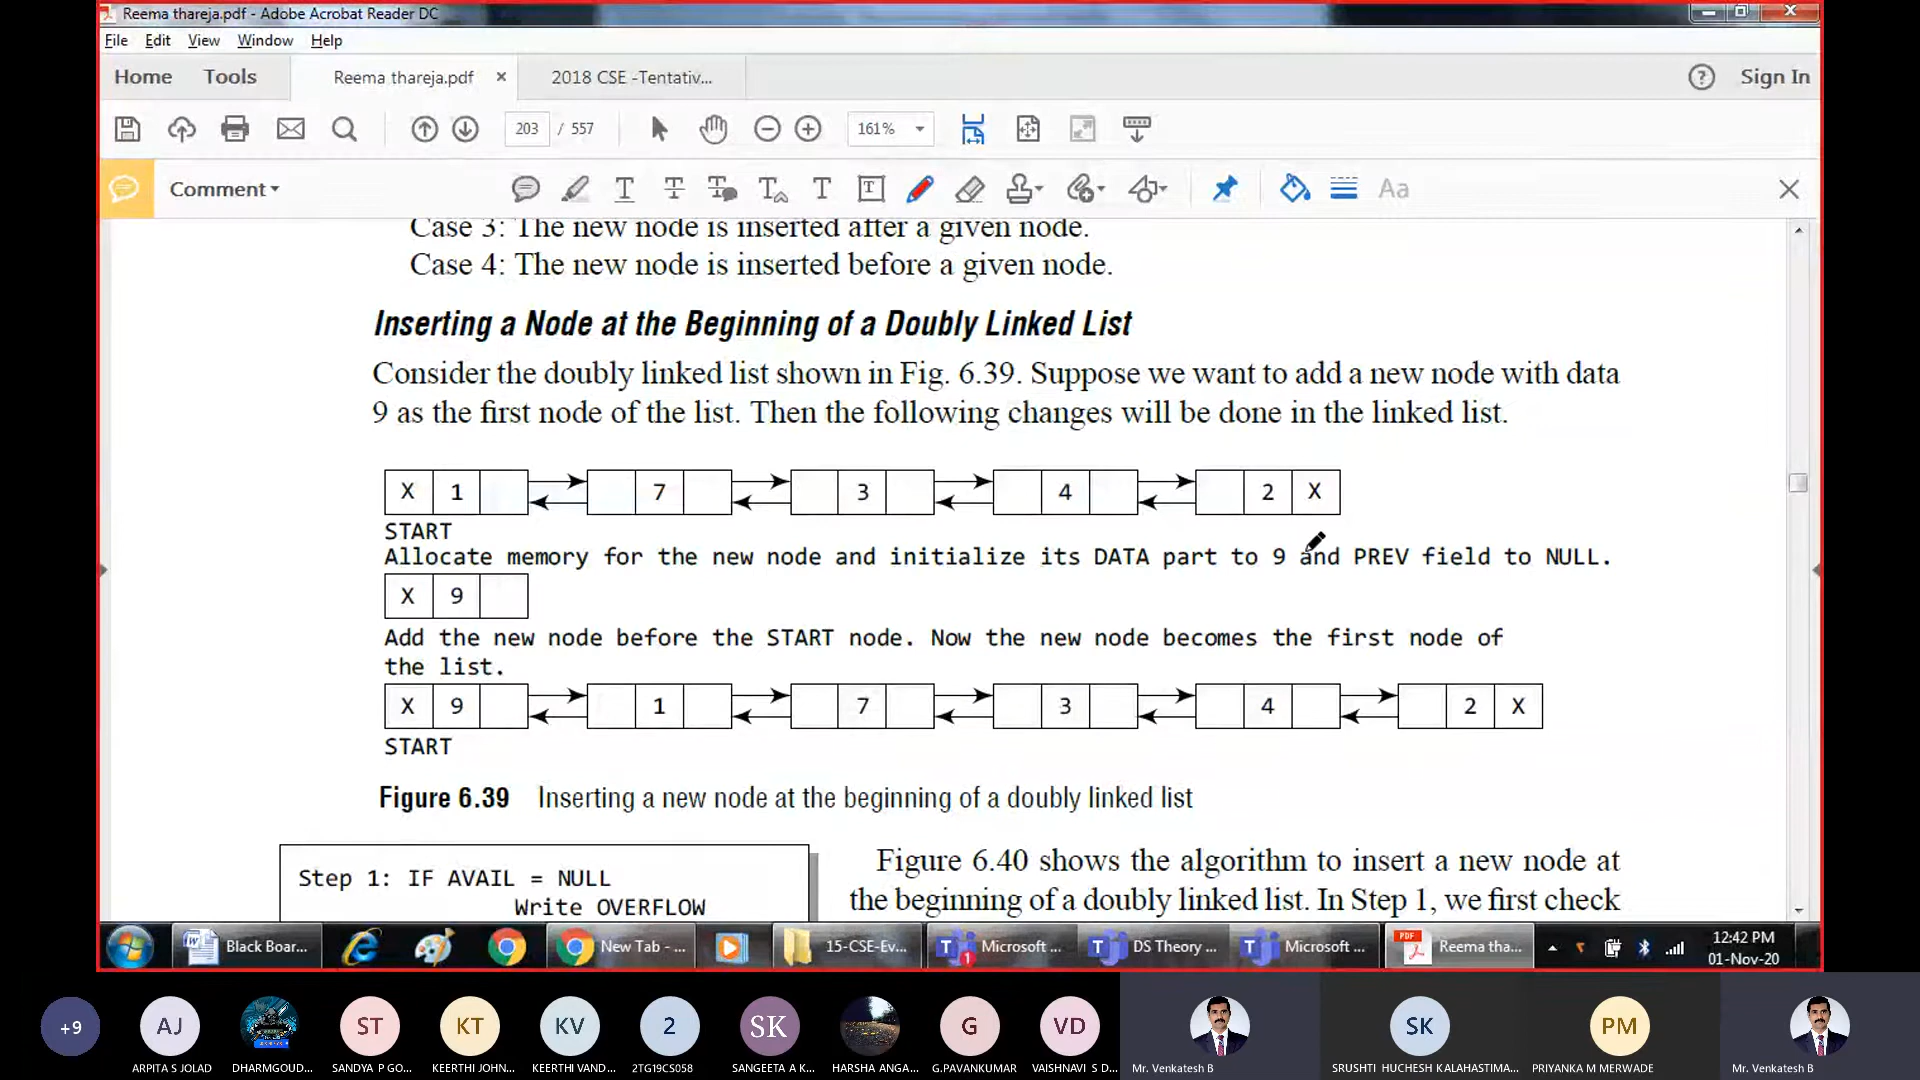 Reema thareja.pdf - Adobe Acrobat Reader DC
File Edit View Window Help
Home Tools Reema thareja.pdf × 2018 CSE -Tentativ... ? Sign In
203 / 557 161%
Comment
Case 3: The new node is inserted after a given node.
Case 4: The new node is inserted before a given node.
Inserting a Node at the Beginning of a Doubly Linked List
Consider the doubly linked list shown in Fig. 6.39. Suppose we want to add a new node with data
9 as the first node of the list. Then the following changes will be done in the linked list.
X 1 7 3 4 2 X
START
Allocate memory for the new node and initialize its DATA part to 9 and PREV field to NULL.
X 9
Add the new node before the START node. Now the new node becomes the first node of
the list.
X 9 1 7 3 4 2 X
START
Figure 6.39 Inserting a new node at the beginning of a doubly linked list
Step 1: IF AVAIL = NULL
Write OVERFLOW
Figure 6.40 shows the algorithm to insert a new node at
the beginning of a doubly linked list. In Step 1, we first check
Black Boar... New Tab - ... 15-CSE-Ev... Microsoft ... DS Theory ... Microsoft ... Reema tha... 12:42 PM
01-Nov-20
+9 AJ ST KT KV 2 SK G VD SK PM
ARPITA S JOLAD DHARMGOUD... SANDYA P GO... KEERTHI JOHN... KEERTHI VAND... 2TG19CS058 SANGEETA A K... HARSHA ANGA... G.PAVANKUMAR VAISHNAVI S D... Mr. Venkatesh B SRUSHTI HUCHESH KALAHASTIMA... PRIYANKA M MERWADE Mr. Venkatesh B